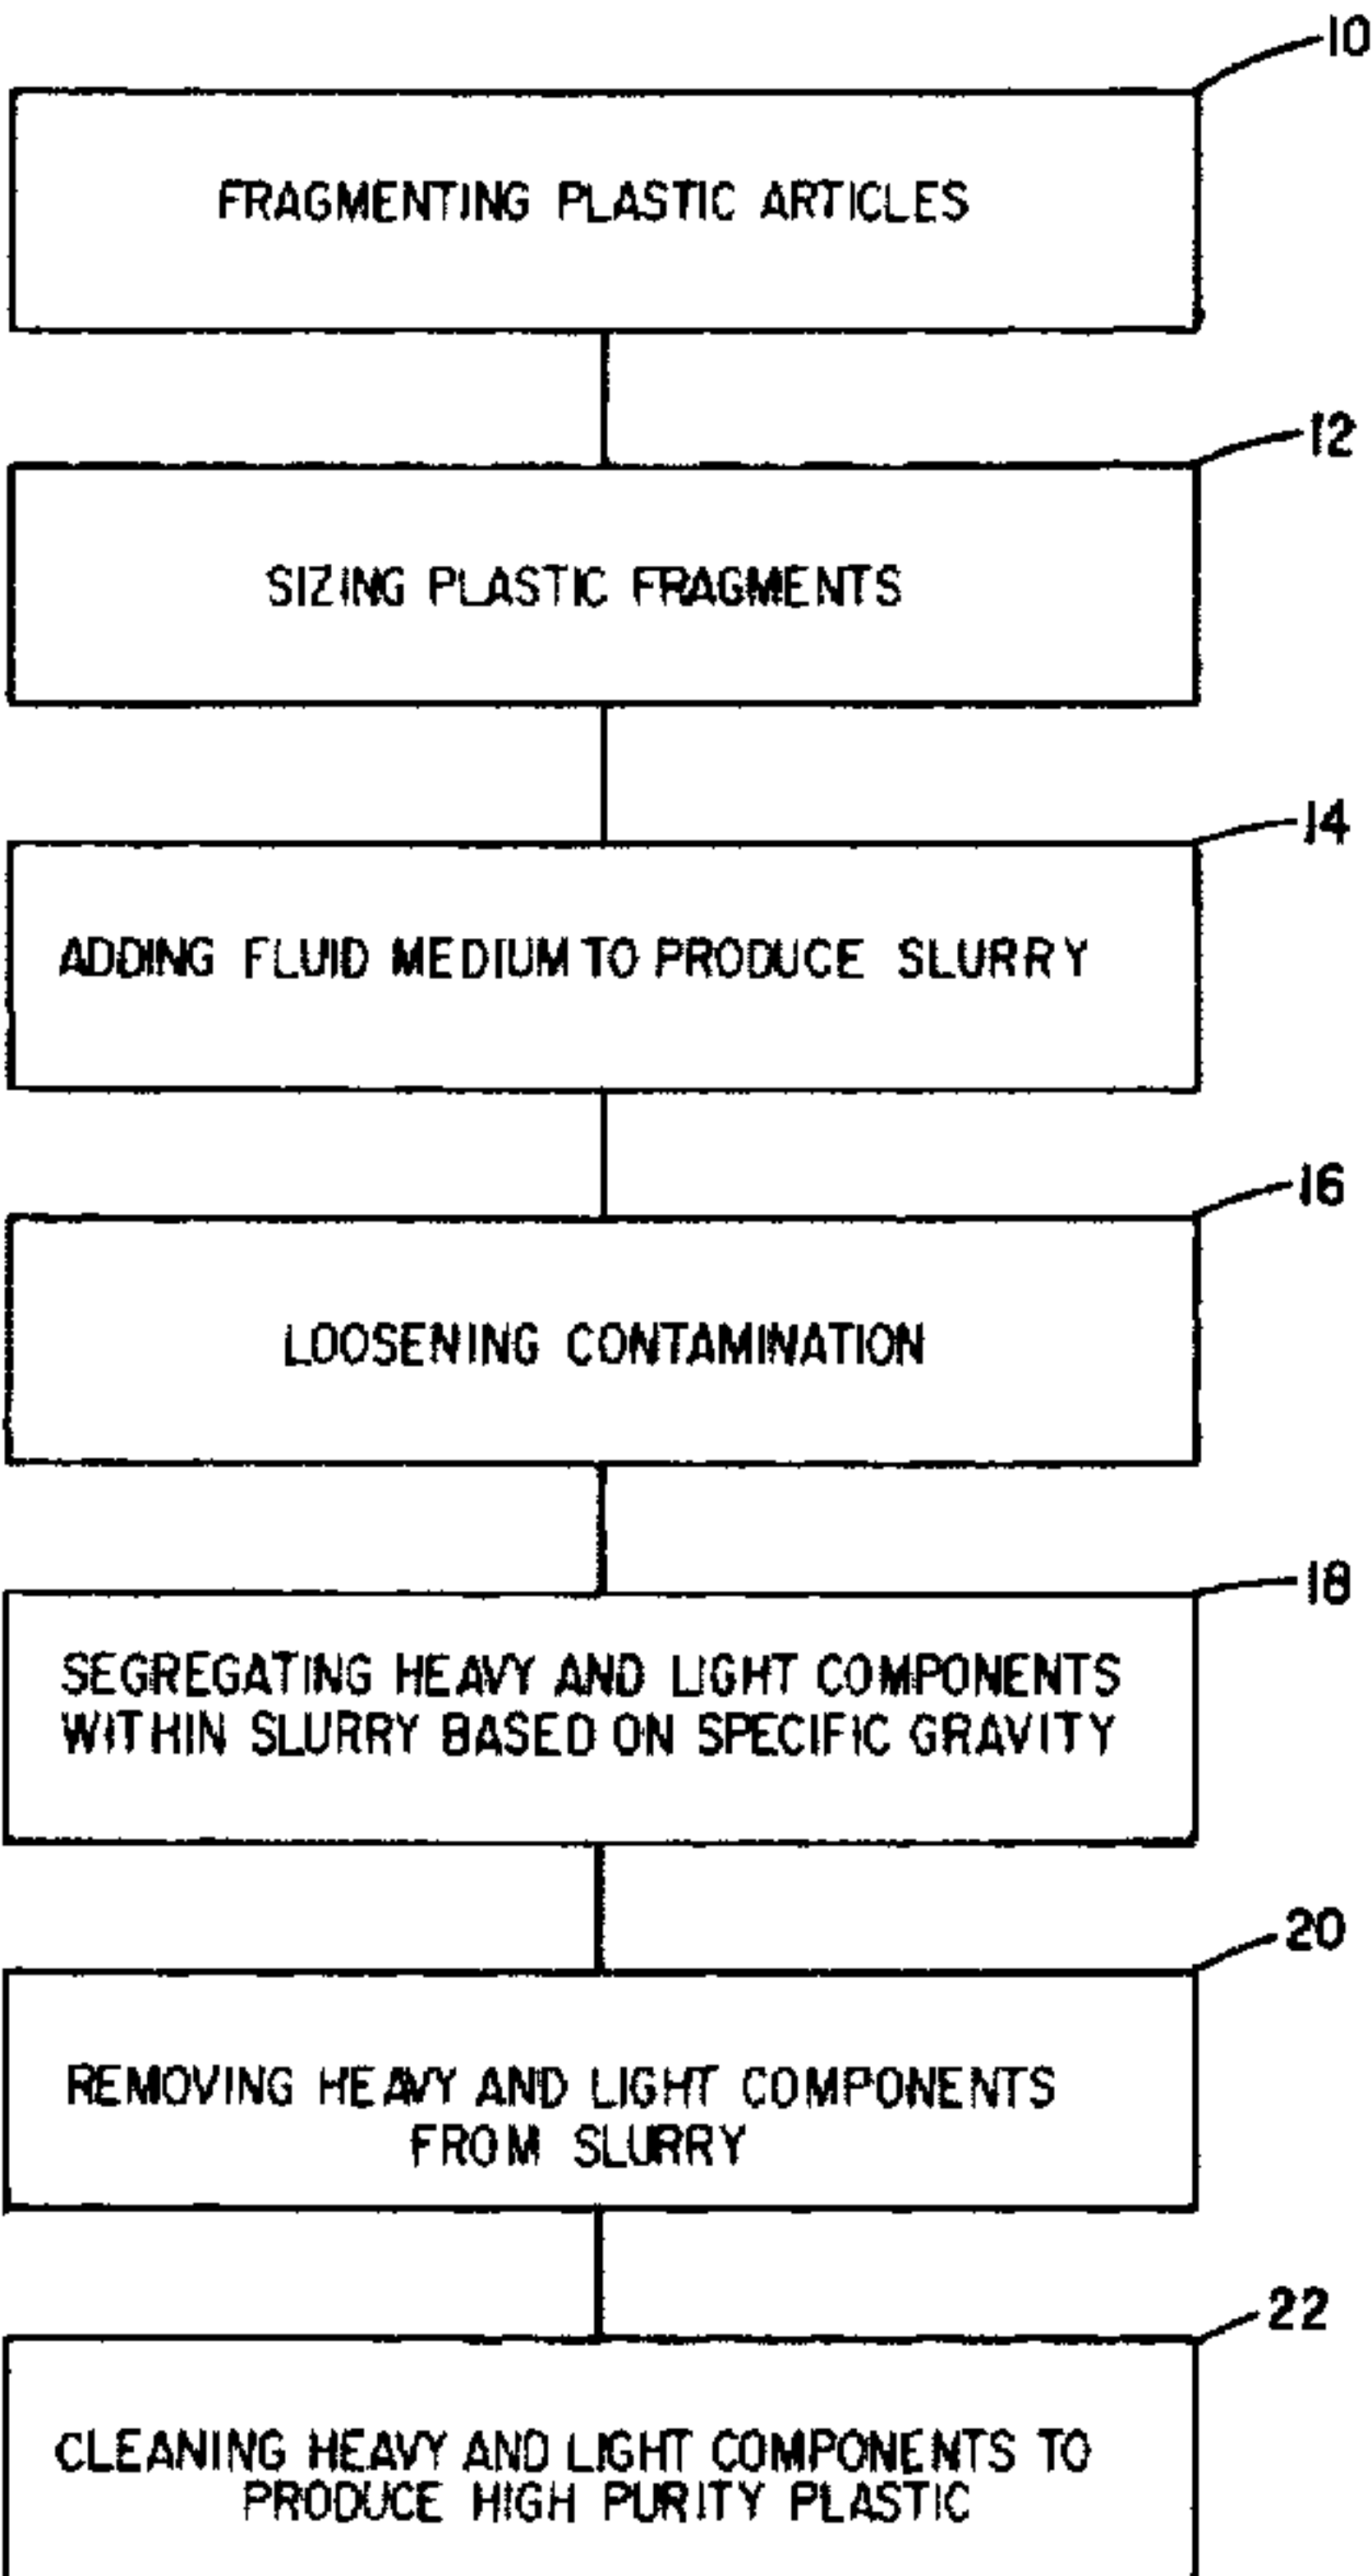 10
FRAGMENTING PLASTIC ARTICLES
12
SIZING PLASTIC FRAGMENTS
14
ADDING FLUID MEDIUM TO PRODUCE SLURRY
16
LOOSENING CONTAMINATION
18
SEGREGATING HEAVY AND LIGHT COMPONENTS
WITHIN SLURRY BASED ON SPECIFIC GRAVITY
20
REMOVING HEAVY AND LIGHT COMPONENTS
FROM SLURRY
22
CLEANING HEAVY AND LIGHT COMPONENTS TO
PRODUCE HIGH PURITY PLASTIC